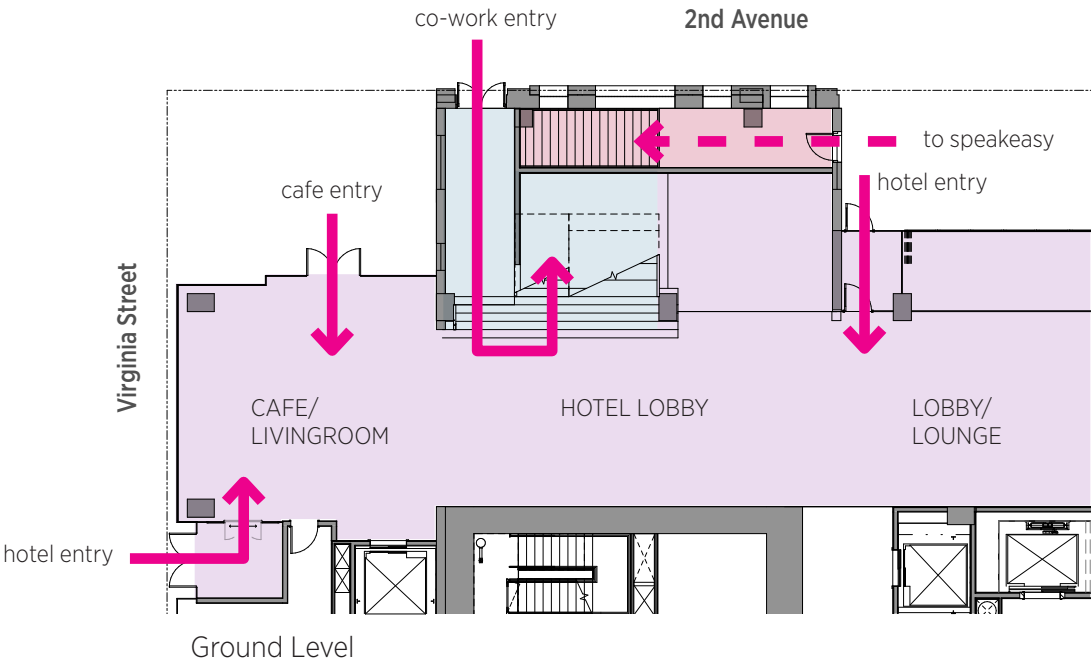 co-work entry
2nd Avenue
to speakeasy
cafe entry
hotel entry
Virginia Street
CAFE/
LIVINGROOM
HOTEL LOBBY
LOBBY/
LOUNGE
hotel entry
Ground Level